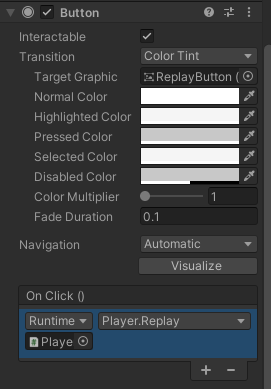 Button
Interactable
Transition Color Tint
Target Graphic ReplayButton (
Normal Color
Highlighted Color
Pressed Color
Selected Color
Disabled Color
Color Multiplier 1
Fade Duration 0.1
Navigation Automatic
Visualize
On Click ()
Runtime Player.Replay
Playe